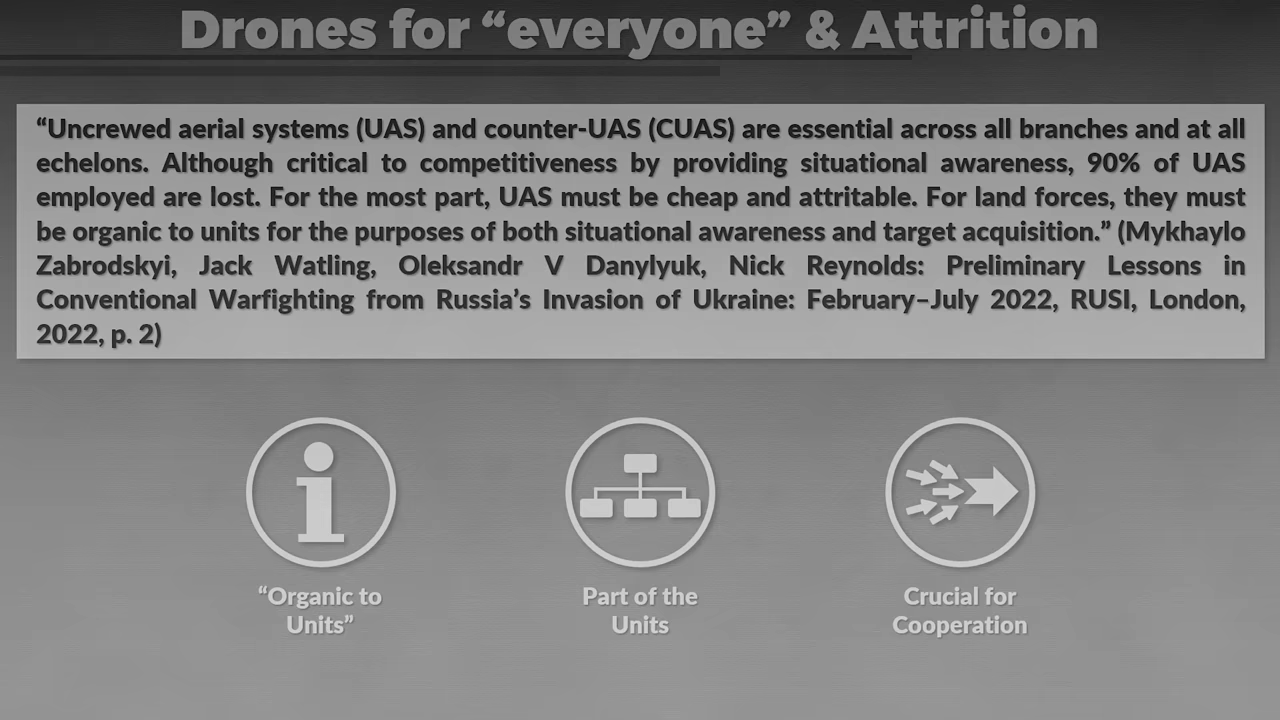 Drones for “everyone” & Attrition
“Uncrewed aerial systems (UAS) and counter-UAS (CUAS) are essential across all branches and at all
echelons. Although critical to competitiveness by providing situational awareness, 90% of UAS
employed are lost. For the most part, UAS must be cheap and attritable. For land forces, they must
be organic to units for the purposes of both situational awareness and target acquisition.” (Mykhaylo
Zabrodskyi, Jack Watling, Oleksandr V Danylyuk, Nick Reynolds: Preliminary Lessons in
Conventional Warfighting from Russia’s Invasion of Ukraine: February–July 2022, RUSI, London,
2022, p. 2)
“Organic to
Units”
Part of the
Units
Crucial for
Cooperation